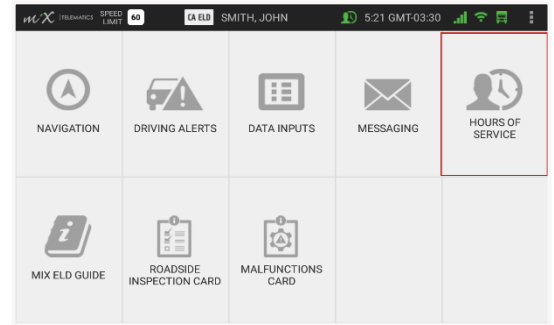 mix TELEMATICS SPEED LIMIT 60 CA ELD SMITH, JOHN 5:21 GMT-03:30
NAVIGATION
DRIVING ALERTS
DATA INPUTS
MESSAGING
HOURS OF
SERVICE
MIX ELD GUIDE
ROADSIDE
INSPECTION CARD
MALFUNCTIONS
CARD